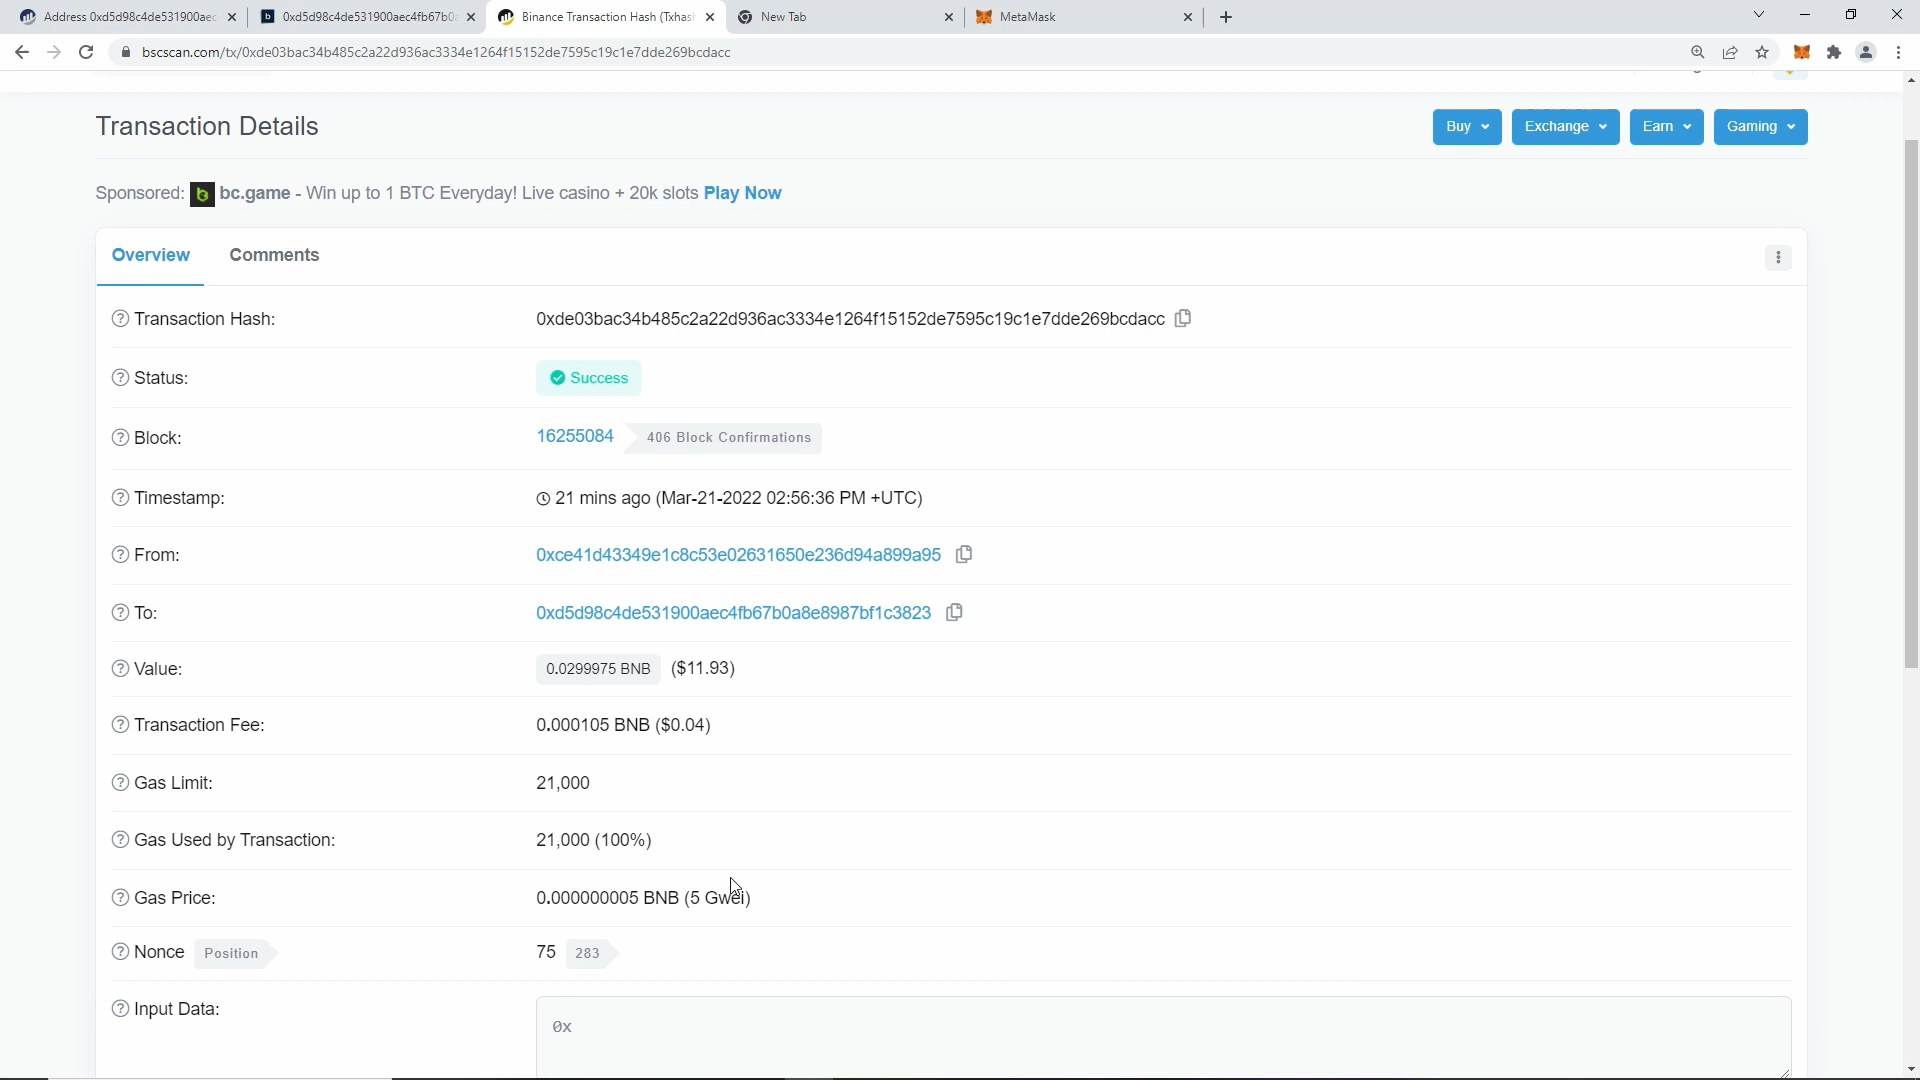 Address 0xd5d98c4de531900aec
0xd5d98c4de531900aec4fb67b0
Binance Transaction Hash (Txhas
New Tab
MetaMask
bscscan.com/tx/0xde03bac34b485c2a22d936ac3334e1264f15152de7595c19c1e7dde269bcdacc
Transaction Details
Buy
Exchange
Earn
Gaming
Sponsored: bc.game - Win up to 1 BTC Everyday! Live casino + 20k slots Play Now
Overview
Comments
Transaction Hash: 0xde03bac34b485c2a22d936ac3334e1264f15152de7595c19c1e7dde269bcdacc
Status: Success
Block: 16255084 406 Block Confirmations
Timestamp: 21 mins ago (Mar-21-2022 02:56:36 PM +UTC)
From: 0xce41d43349e1c8c53e02631650e236d94a899a95
To: 0xd5d98c4de531900aec4fb67b0a8e8987bf1c3823
Value: 0.0299975 BNB ($11.93)
Transaction Fee: 0.000105 BNB ($0.04)
Gas Limit: 21,000
Gas Used by Transaction: 21,000 (100%)
Gas Price: 0.000000005 BNB (5 Gwei)
Nonce Position 75 283
Input Data: 0x